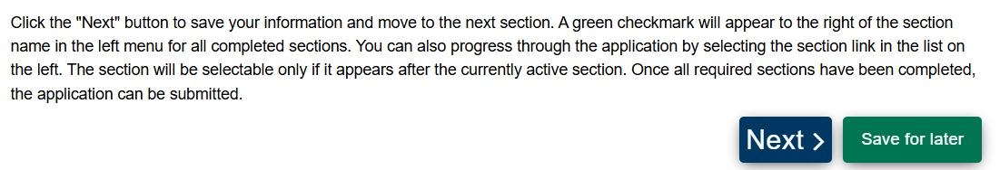 Click the "Next" button to save your information and move to the next section. A green checkmark will appear to the right of the section
name in the left menu for all completed sections. You can also progress through the application by selecting the section link in the list on
the left. The section will be selectable only if it appears after the currently active section. Once all required sections have been completed,
the application can be submitted.
Next > Save for later